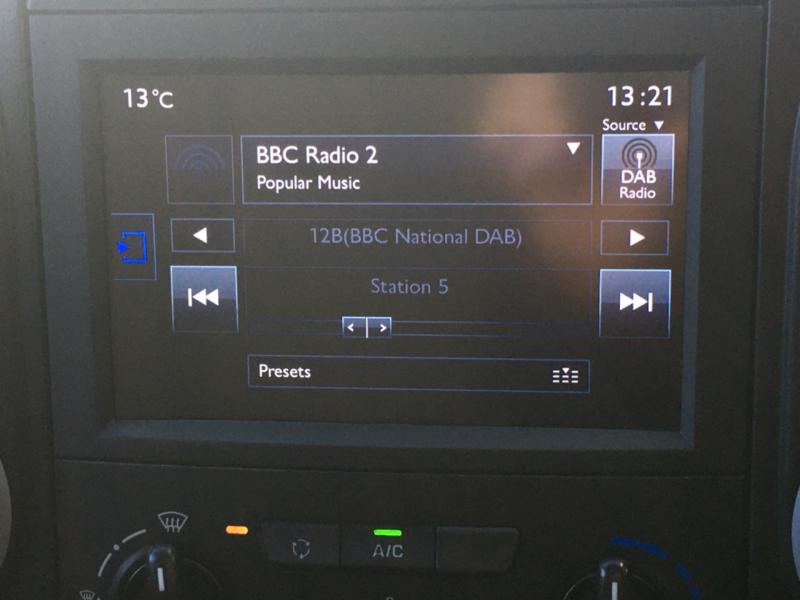 13°C
13:21
Source ▼
BBC Radio 2
Popular Music
DAB
Radio
12B(BBC National DAB)
Station 5
Presets
A/C